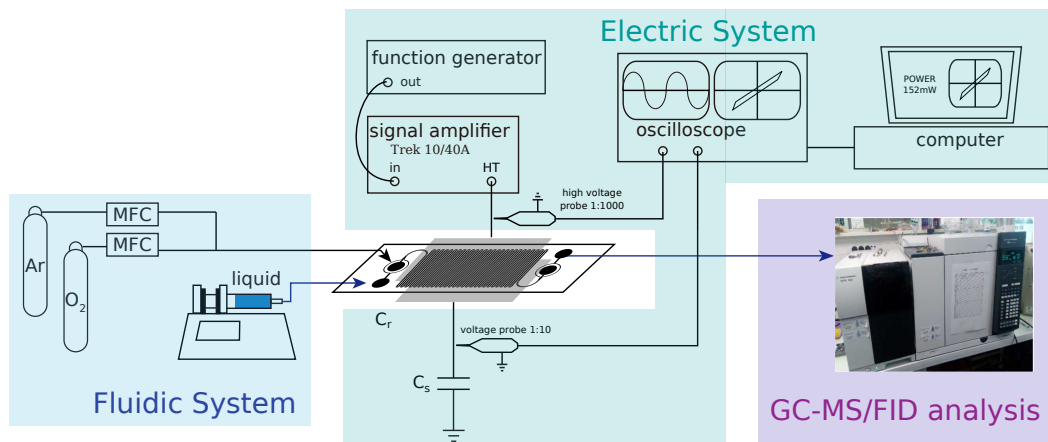 Electric System
function generator
out
signal amplifier
Trek 10/40A
in
HT
oscilloscope
POWER
152mW
computer
high voltage
probe 1:1000
MFC
MFC
Ar
O2
liquid
Cr
voltage probe 1:10
Cs
Fluidic System
GC-MS/FID analysis